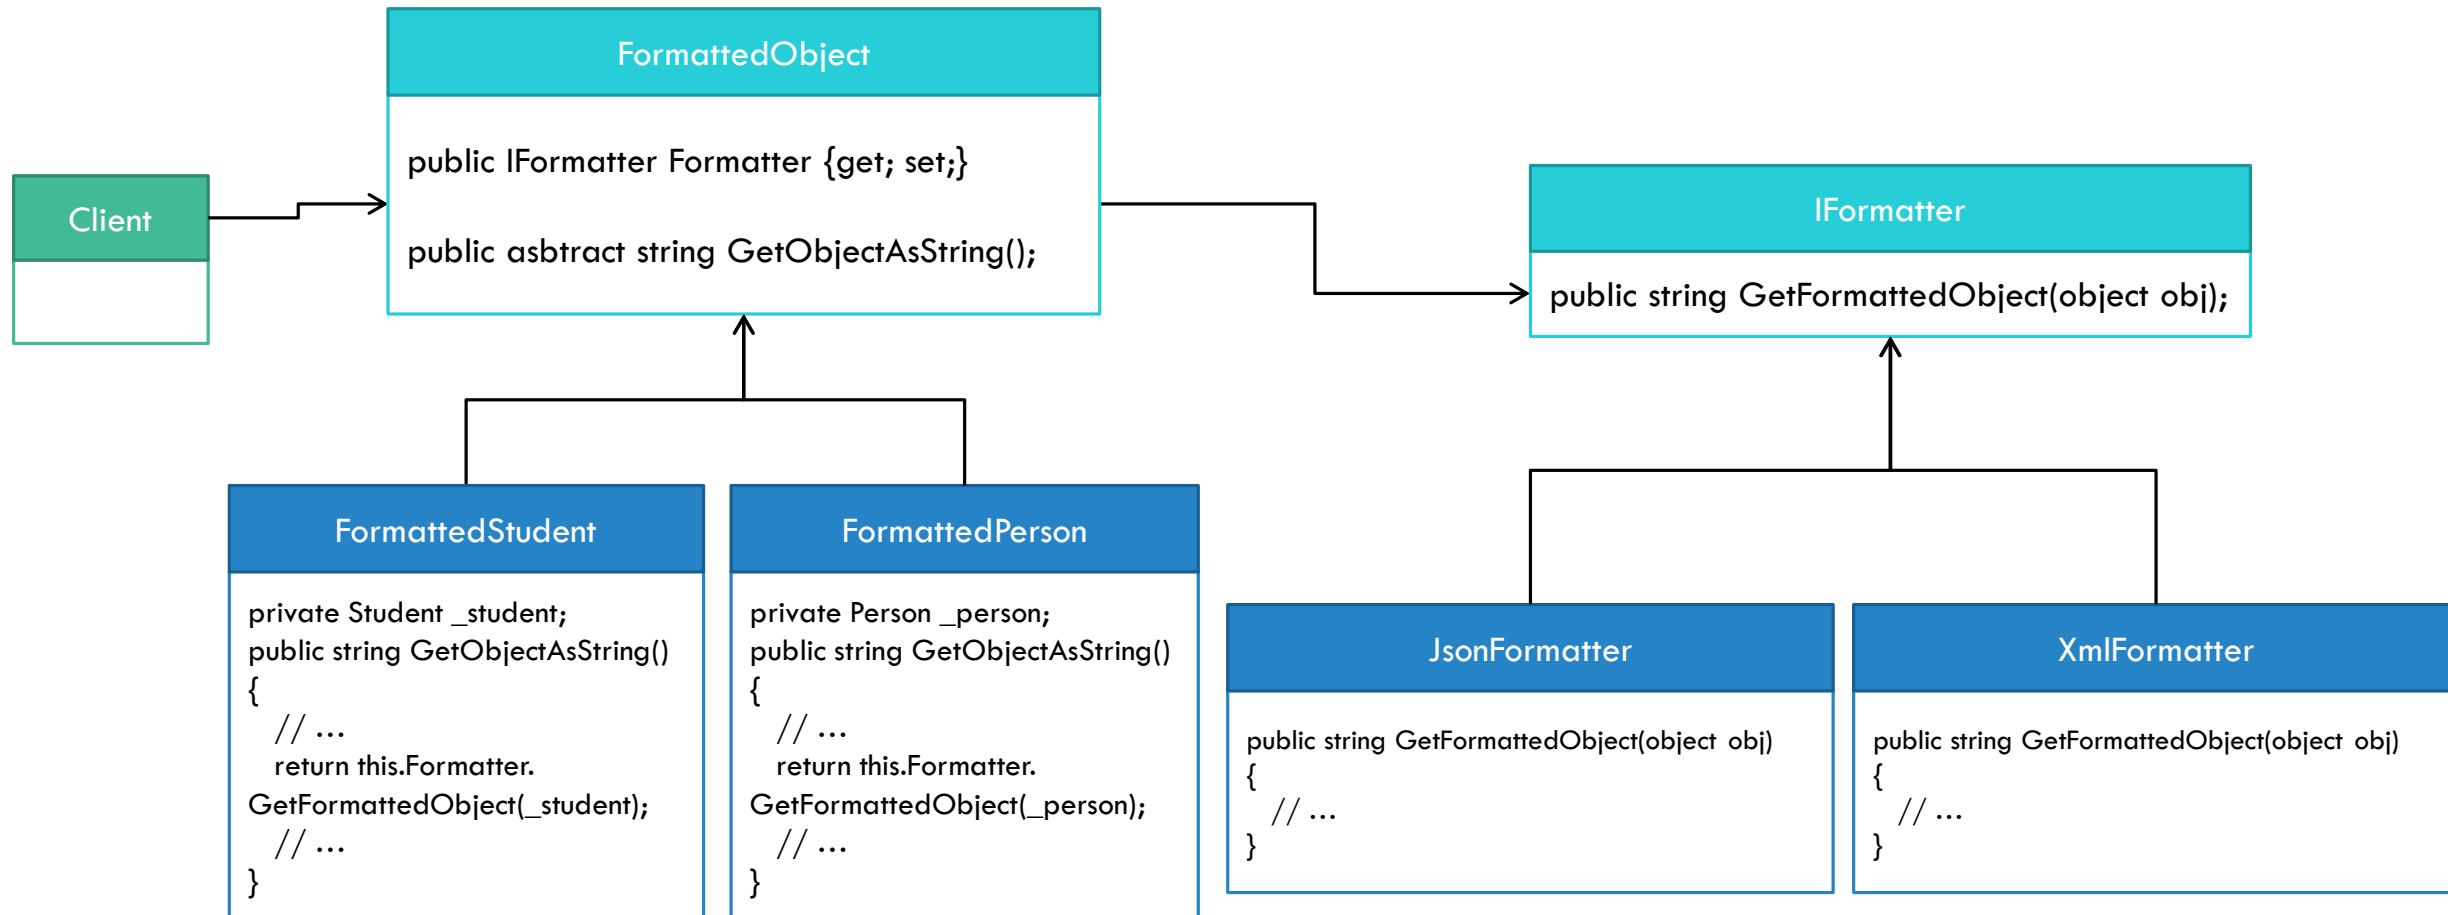 FormattedObject
public IFormatter Formatter {get; set;}
public asbtract string GetObjectAsString();
Client
IFormatter
public string GetFormattedObject(object obj);
FormattedStudent
private Student _student;
public string GetObjectAsString()
{
// ...
return this.Formatter.
GetFormattedObject(_student);
// ...
}
FormattedPerson
private Person _person;
public string GetObjectAsString()
{
// ...
return this.Formatter.
GetFormattedObject(_person);
// ...
}
JsonFormatter
public string GetFormattedObject(object obj)
{
// ...
}
XmlFormatter
public string GetFormattedObject(object obj)
{
// ...
}